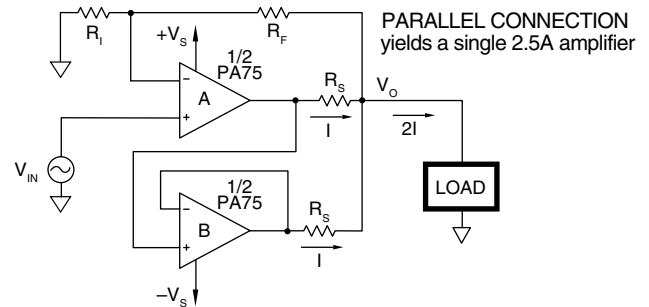 PARALLEL CONNECTION
yields a single 2.5A amplifier
R_I
+V_S
R_F
1/2
PA75
R_S
V_O
−
A
+
I
2I
V_IN
LOAD
1/2
PA75
R_S
−
B
+
I
−V_S